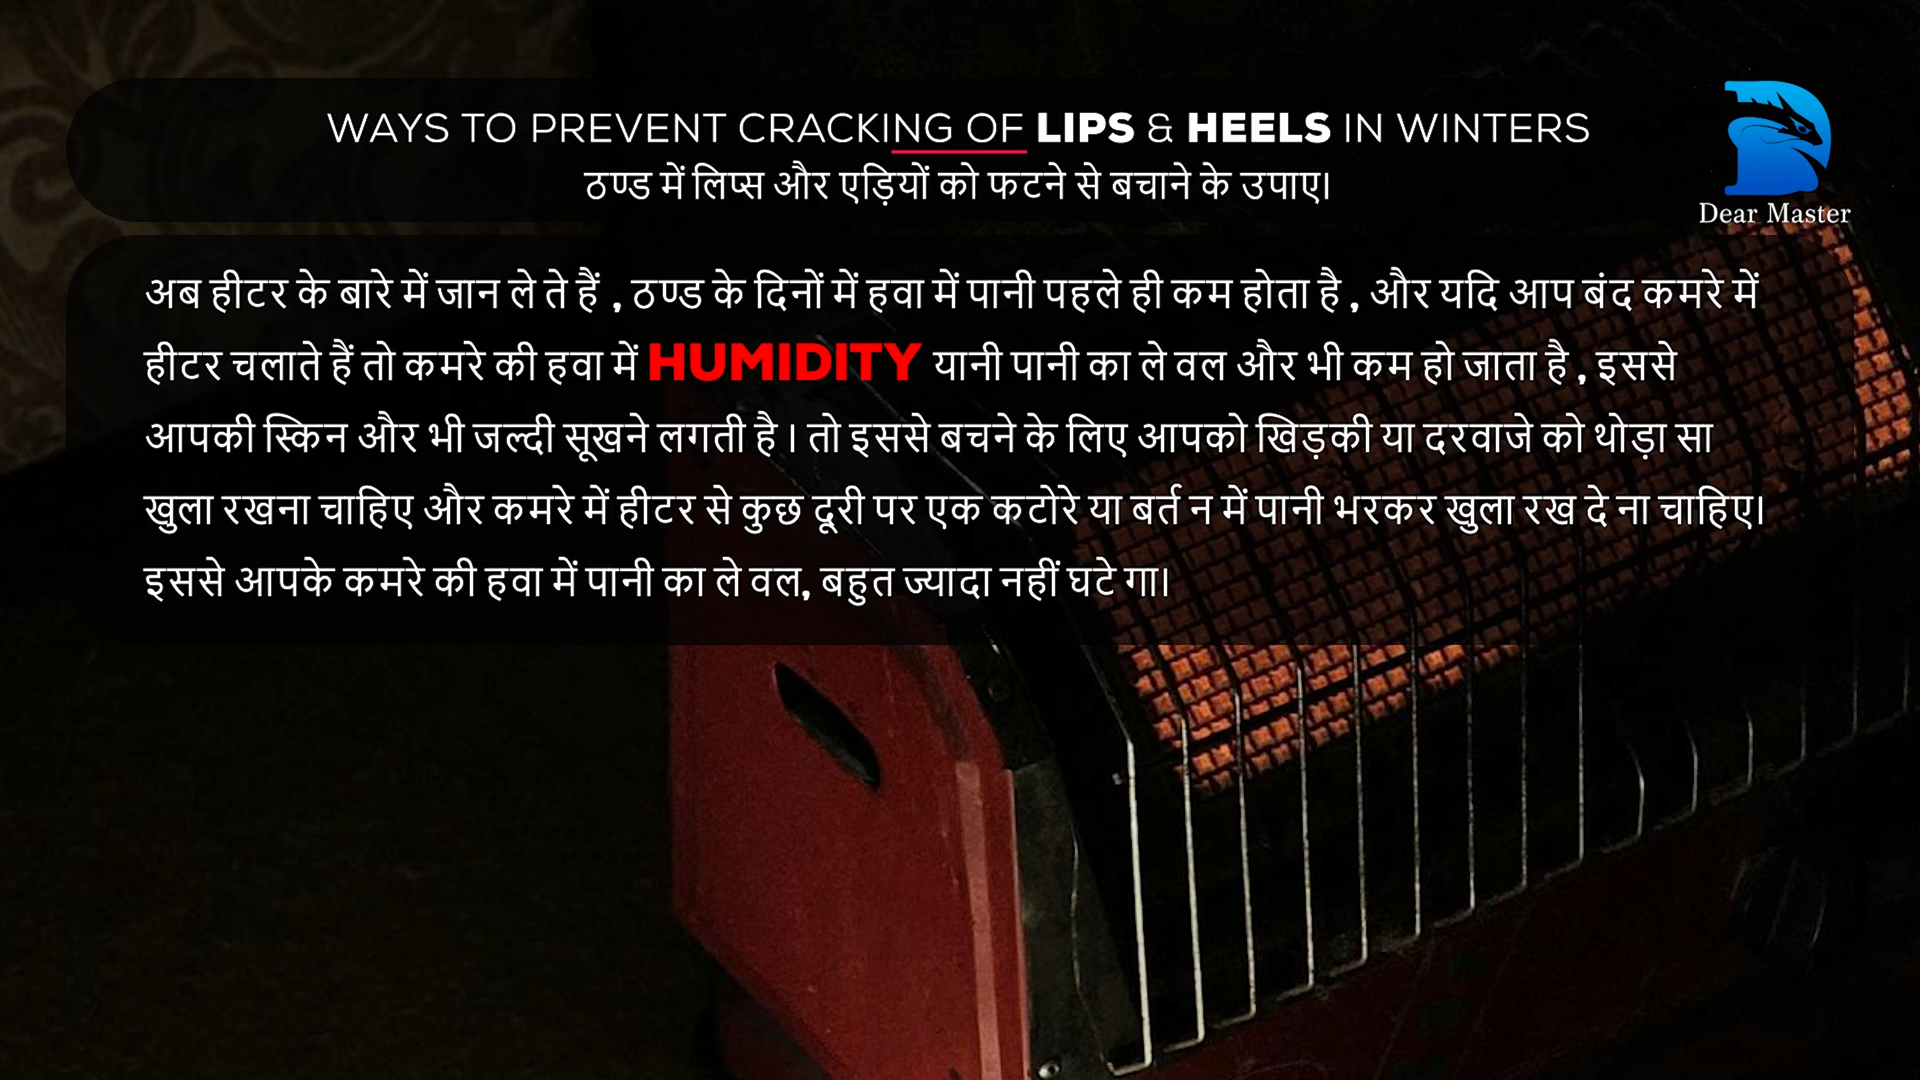 WAYS TO PREVENT CRACKING OF LIPS & HEELS IN WINTERS
ठण्ड में लिप्स और एड़ियों को फटने से बचाने के उपाए।
Dear Master
अब हीटर के बारे में जान ले ते हैं , ठण्ड के दिनों में हवा में पानी पहले ही कम होता है , और यदि आप बंद कमरे में
हीटर चलाते हैं तो कमरे की हवा में HUMIDITY यानी पानी का ले वल और भी कम हो जाता है , इससे
आपकी स्किन और भी जल्दी सूखने लगती है । तो इससे बचने के लिए आपको खिड़की या दरवाजे को थोड़ा सा
खुला रखना चाहिए और कमरे में हीटर से कुछ दूरी पर एक कटोरे या बर्त न में पानी भरकर खुला रख दे ना चाहिए।
इससे आपके कमरे की हवा में पानी का ले वल, बहुत ज्यादा नहीं घटे गा।